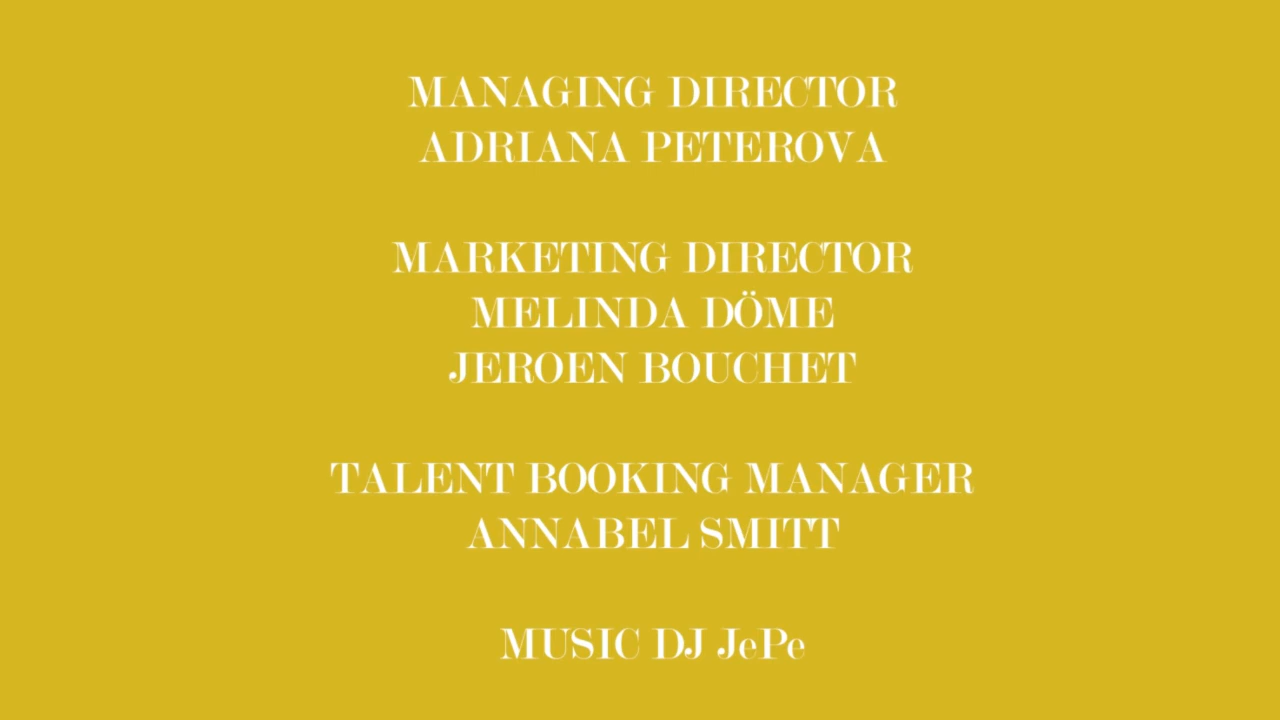 MANAGING DIRECTOR
ADRIANA PETEROVA
MARKETING DIRECTOR
MELINDA DÖME
JEROEN BOUCHET
TALENT BOOKING MANAGER
ANNABEL SMITT
MUSIC DJ JePe